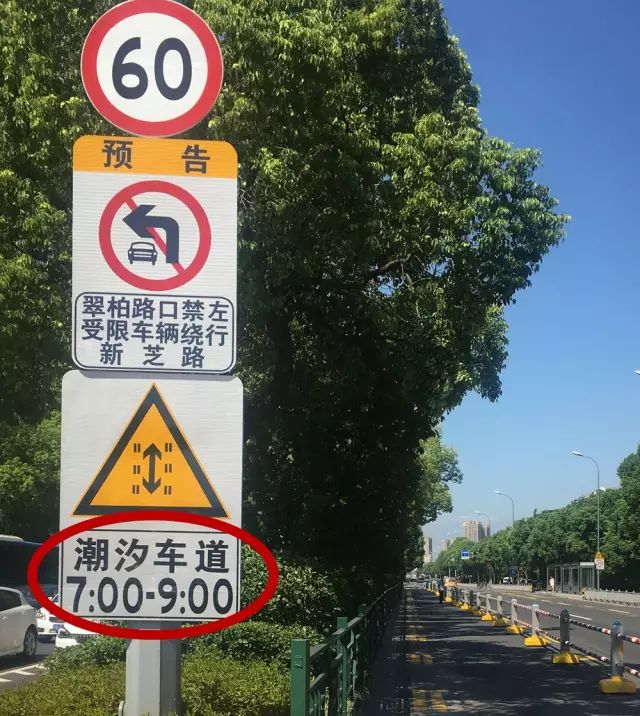 60
预 告
翠柏路口禁左
受限车辆绕行
新芝路
潮汐车道
7:00-9:00